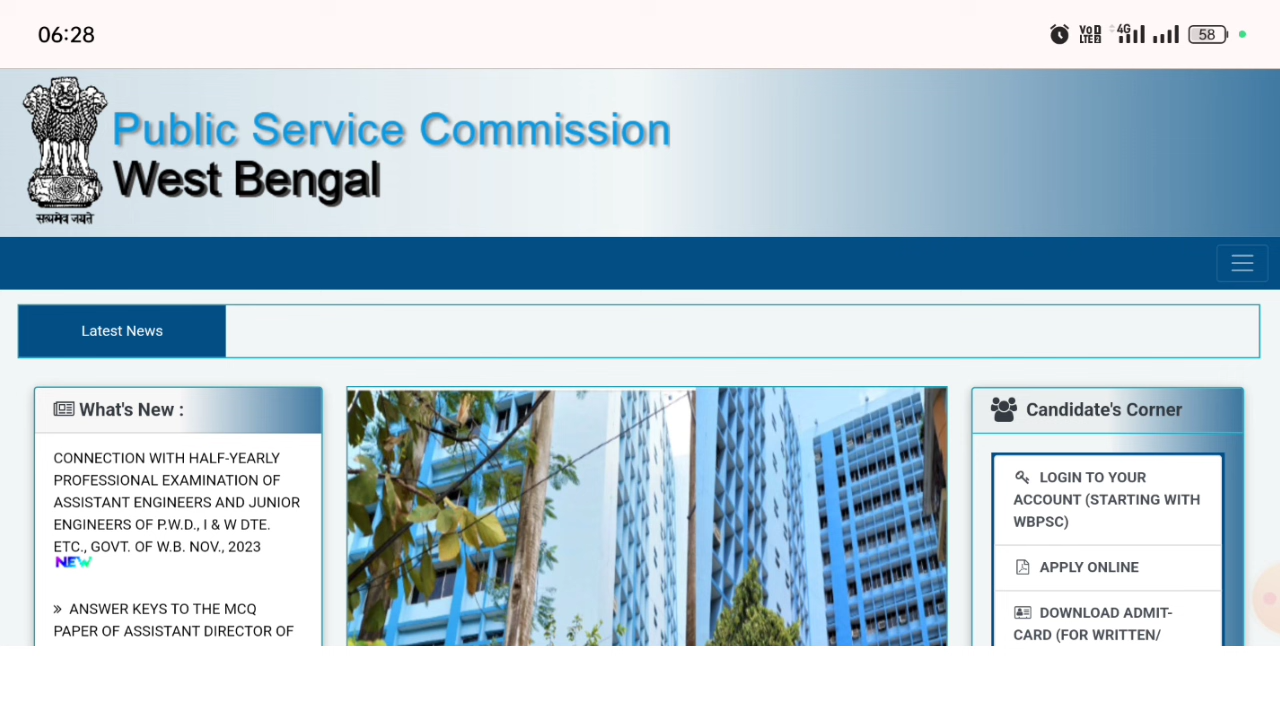 06:28
Vo
LTE 2
4G
58
Public Service Commission
West Bengal
सत्यमेव जयते
Latest News
What's New :
CONNECTION WITH HALF-YEARLY
PROFESSIONAL EXAMINATION OF
ASSISTANT ENGINEERS AND JUNIOR
ENGINEERS OF P.W.D., I & W DTE.
ETC., GOVT. OF W.B. NOV., 2023
NEW
» ANSWER KEYS TO THE MCQ
PAPER OF ASSISTANT DIRECTOR OF
Candidate's Corner
LOGIN TO YOUR
ACCOUNT (STARTING WITH
WBPSC)
APPLY ONLINE
DOWNLOAD ADMIT-
CARD (FOR WRITTEN/